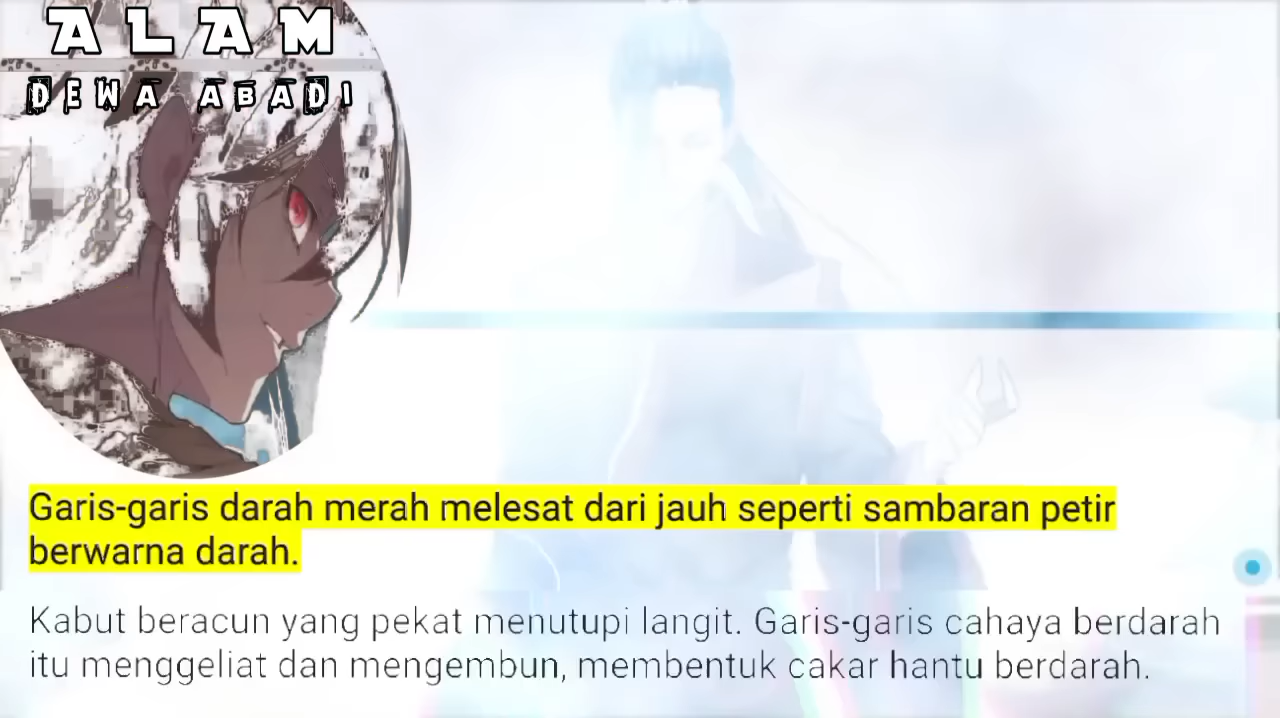 ALAM
DEWA ABADI
Garis-garis darah merah melesat dari jauh seperti sambaran petir
berwarna darah.
Kabut beracun yang pekat menutupi langit. Garis-garis cahaya berdarah
itu menggeliat dan mengembun, membentuk cakar hantu berdarah.